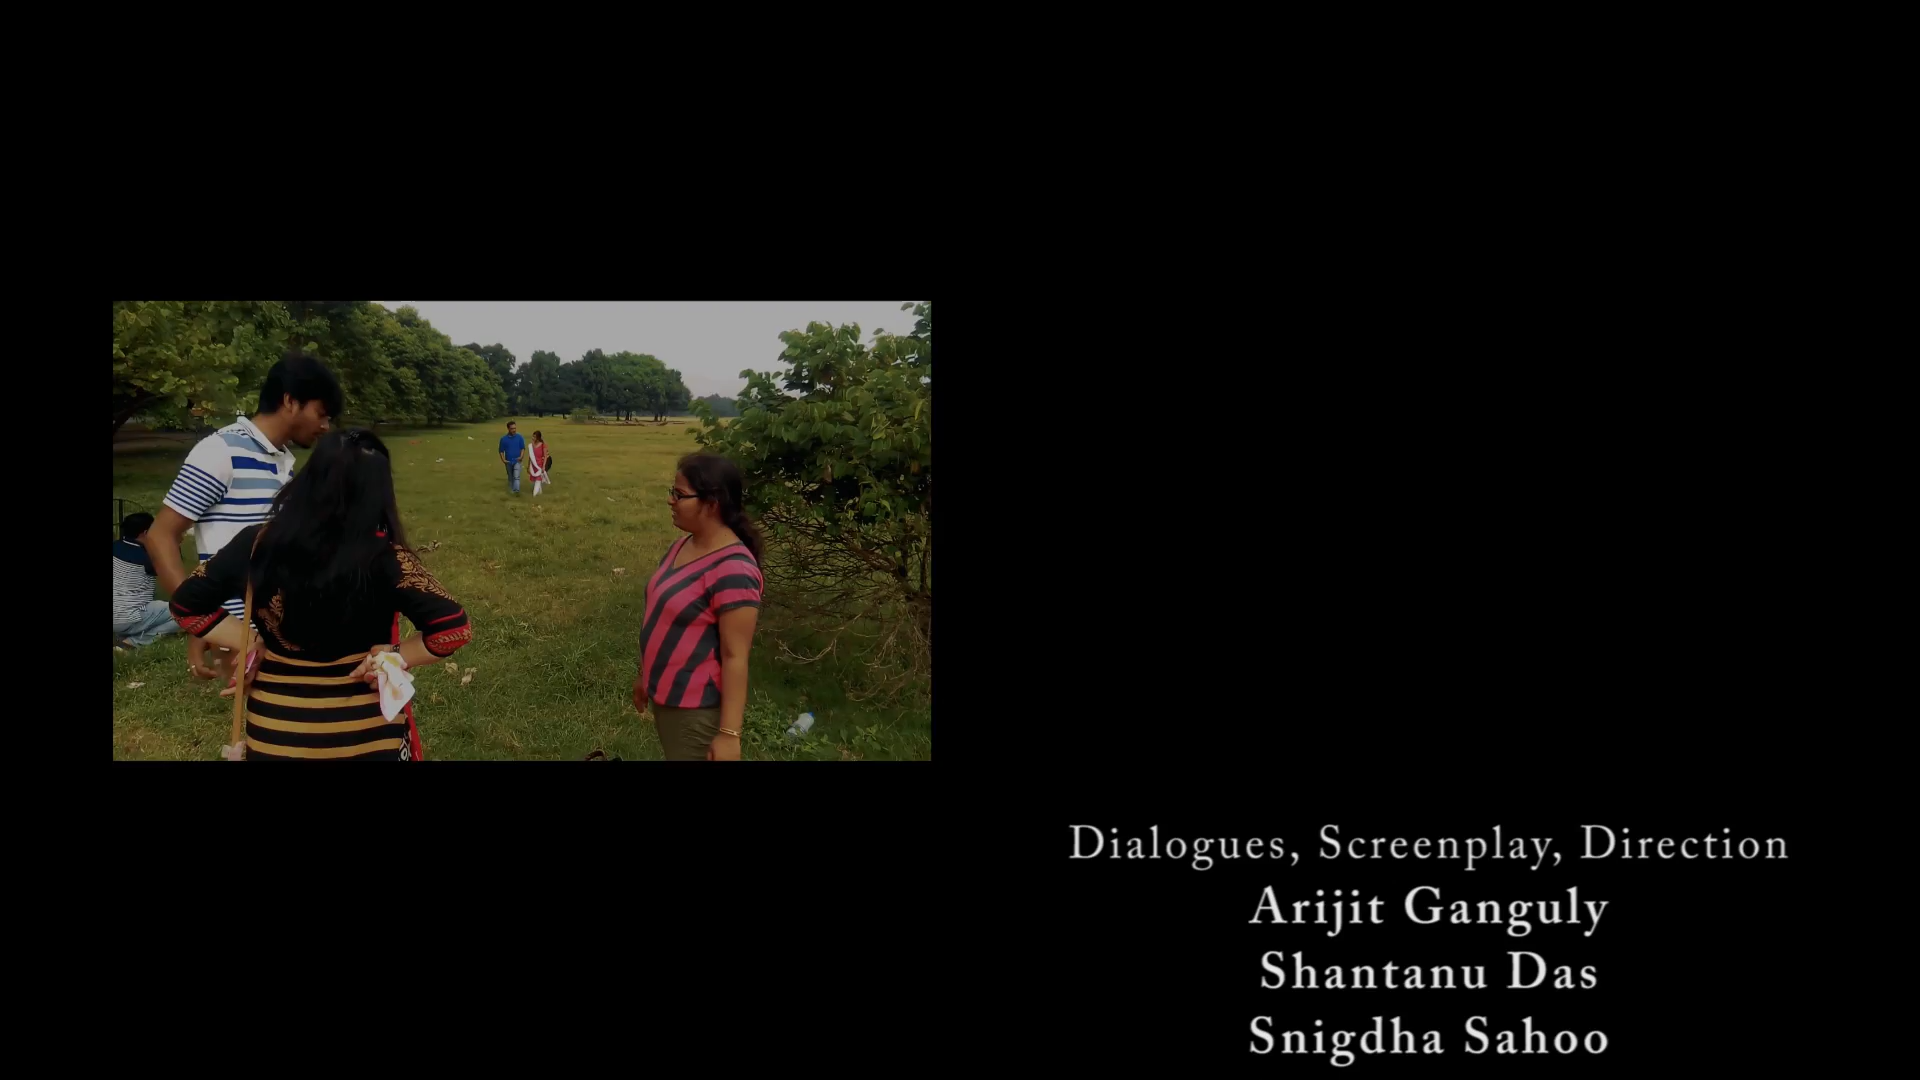 Dialogues, Screenplay, Direction
Arijit Ganguly
Shantanu Das
Snigdha Sahoo